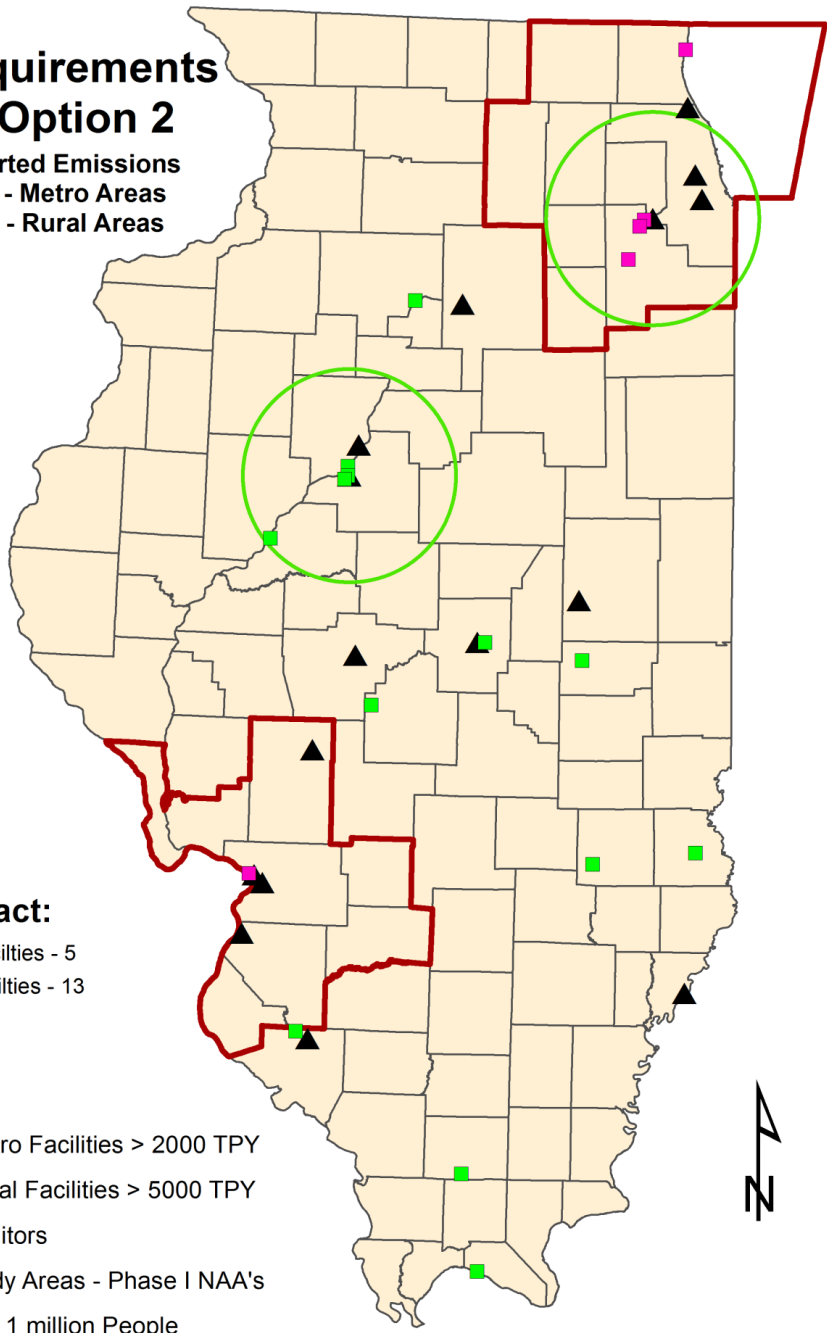 quirements
Option 2
rted Emissions
- Metro Areas
- Rural Areas
act:
ilties - 5
ilties - 13
ro Facilities > 2000 TPY
al Facilities > 5000 TPY
itors
dy Areas - Phase I NAA's
1 million People
N